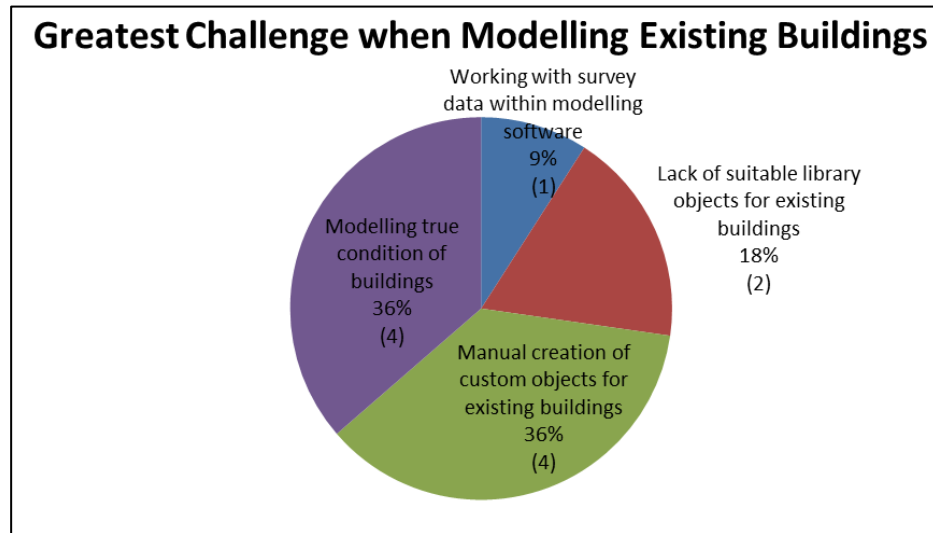 Greatest Challenge when Modelling Existing Buildings
Working with survey
data within modelling
software
9%
(1)
Lack of suitable library
objects for existing
buildings
18%
(2)
Manual creation of
custom objects for
existing buildings
36%
(4)
Modelling true
condition of
buildings
36%
(4)